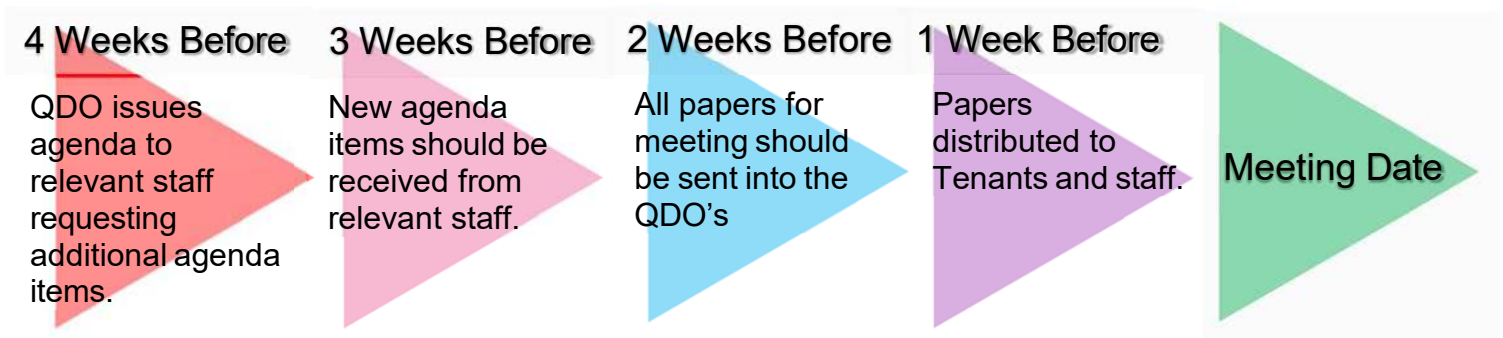 4 Weeks Before
QDO issues
agenda to
relevant staff
requesting
additional agenda
items.
3 Weeks Before
New agenda
items should be
received from
relevant staff.
2 Weeks Before
All papers for
meeting should
be sent into the
QDO’s
1 Week Before
Papers
distributed to
Tenants and staff.
Meeting Date